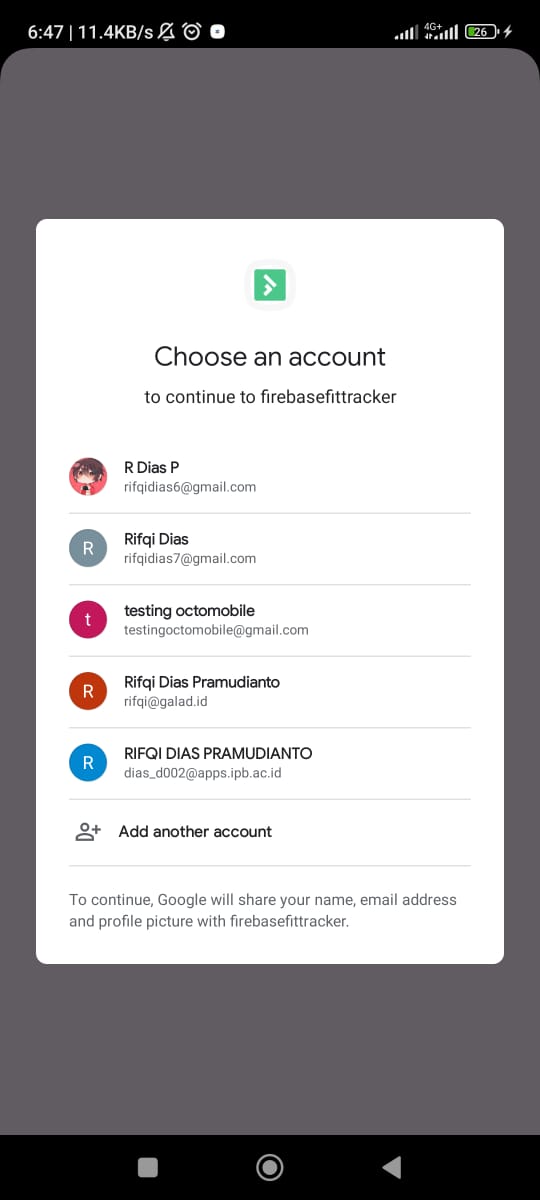 6:47 | 11.4KB/s
4G+
26
Choose an account
to continue to firebasefittracker
R Dias P
rifqidias6@gmail.com
R
Rifqi Dias
rifqidias7@gmail.com
t
testing octomobile
testingoctomobile@gmail.com
R
Rifqi Dias Pramudianto
rifqi@galad.id
R
RIFQI DIAS PRAMUDIANTO
dias_d002@apps.ipb.ac.id
Add another account
To continue, Google will share your name, email address
and profile picture with firebasefittracker.